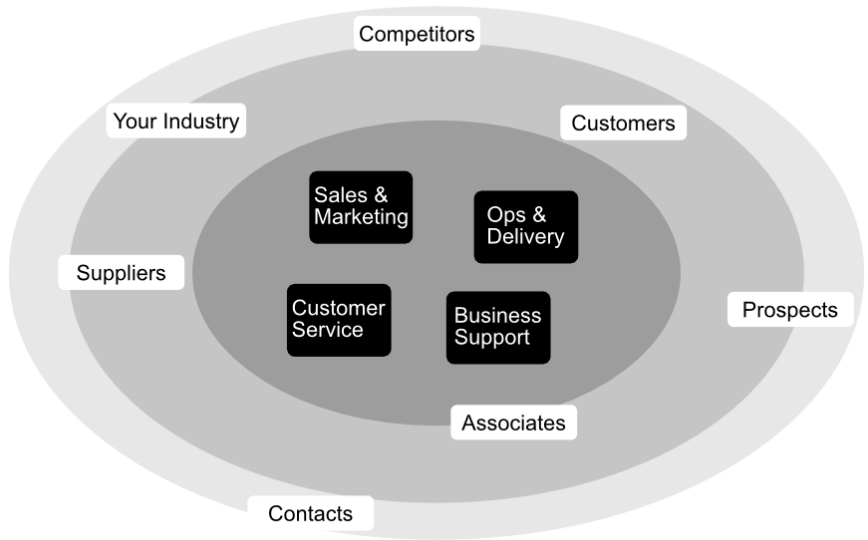 Competitors
Your Industry
Customers
Sales &
Marketing
Ops &
Delivery
Suppliers
Customer
Service
Business
Support
Prospects
Associates
Contacts